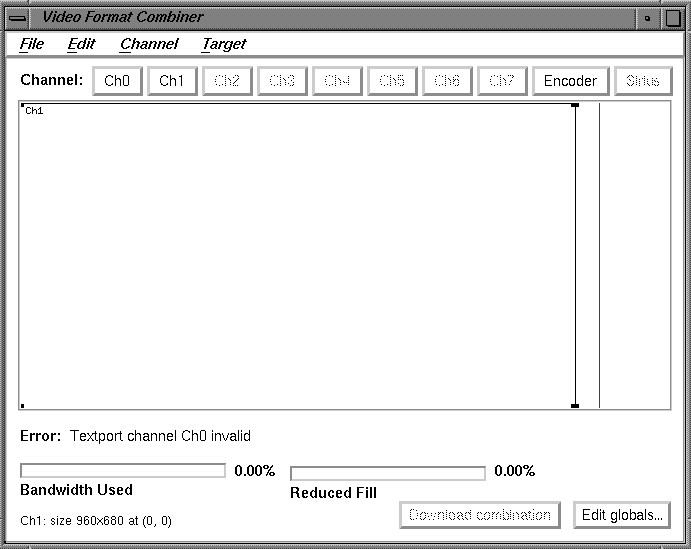 Video Format Combiner
File Edit Channel Target
Channel: Ch0 Ch1 Ch2 Ch3 Ch4 Ch5 Ch6 Ch7 Encoder Sirius
Ch1
Error: Textport channel Ch0 invalid
0.00% 0.00%
Bandwidth Used Reduced Fill
Ch1: size 960x680 at (0, 0) Download combination Edit globals...